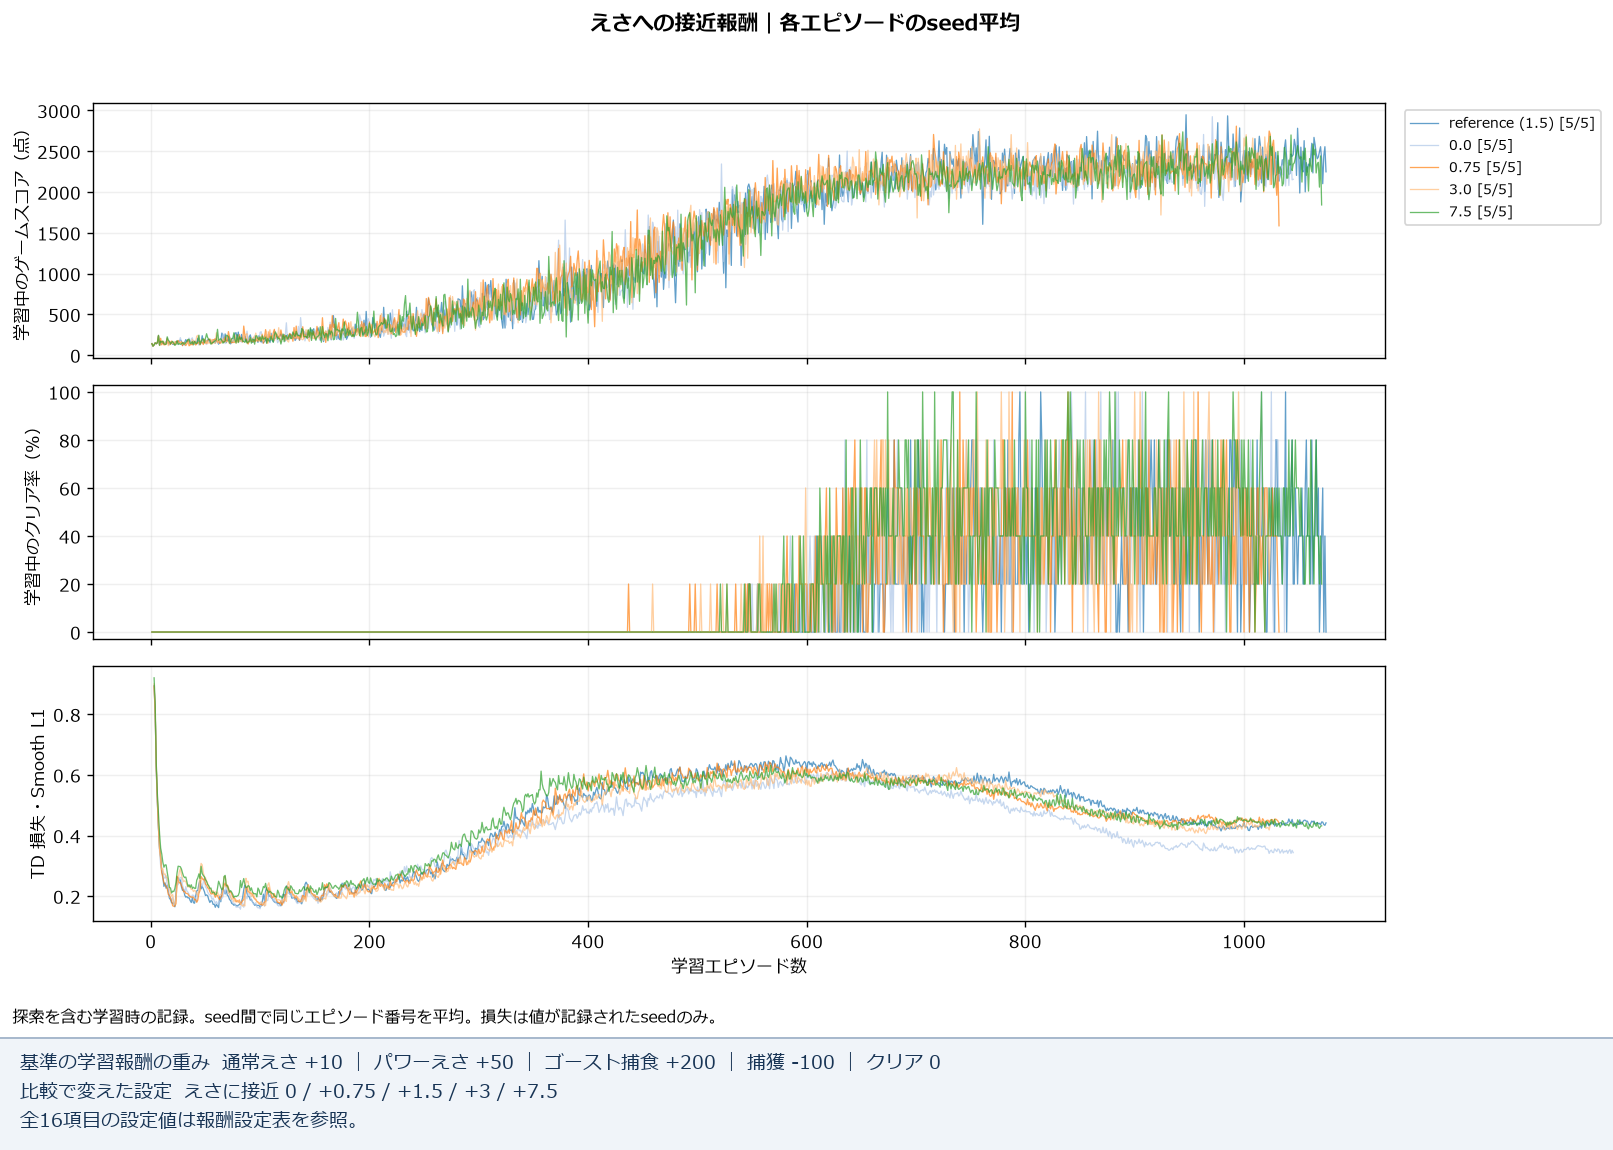 えさへの接近報酬｜各エピソードのseed平均
学習中のゲームスコア（点）
3000
2500
2000
1500
1000
500
0
reference (1.5) [5/5]
0.0 [5/5]
0.75 [5/5]
3.0 [5/5]
7.5 [5/5]
学習中のクリア率（%）
100
80
60
40
20
0
TD 損失・Smooth L1
0.8
0.6
0.4
0.2
0 200 400 600 800 1000
学習エピソード数
探索を含む学習時の記録。seed間で同じエピソード番号を平均。損失は値が記録されたseedのみ。
基準の学習報酬の重み 通常えさ +10 ｜ パワーえさ +50 ｜ ゴースト捕食 +200 ｜ 捕獲 -100 ｜ クリア 0
比較で変えた設定 えさに接近 0 / +0.75 / +1.5 / +3 / +7.5
全16項目の設定値は報酬設定表を参照。